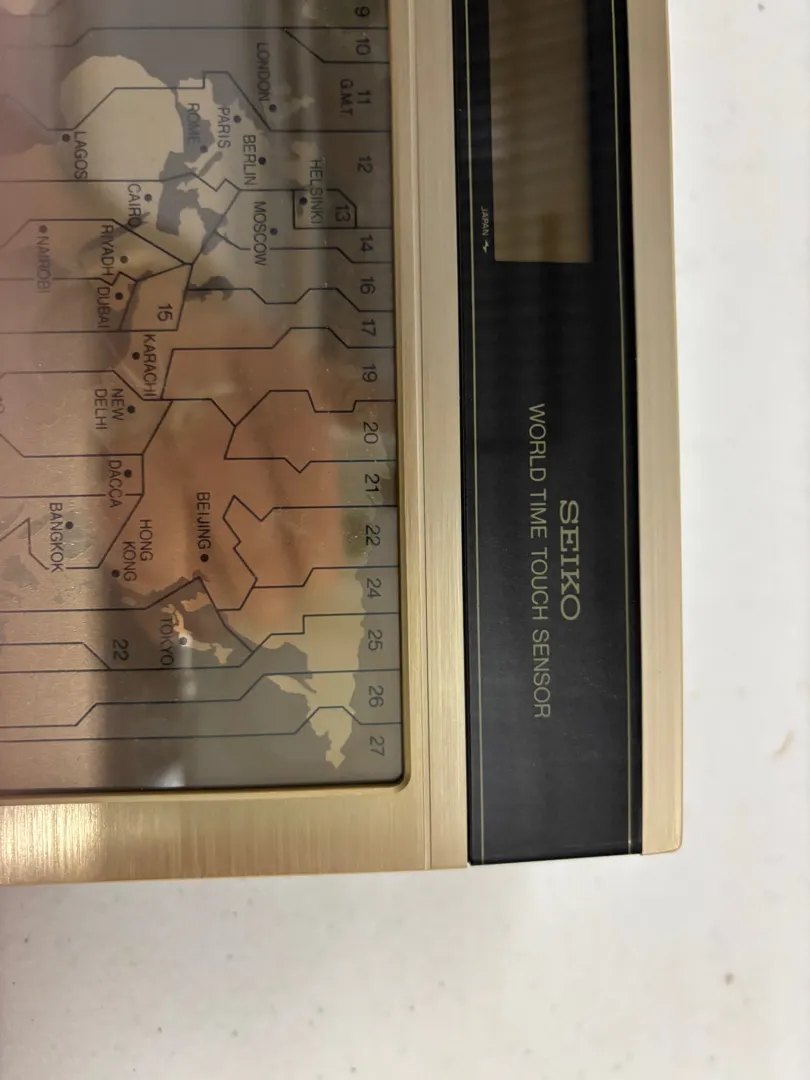 SEIKO
WORLD TIME TOUCH SENSOR
JAPAN
9
10
11
G.M.T.
12
13
14
16
17
19
20
21
22
24
25
26
27
LONDON
PARIS
ROME
BERLIN
HELSINKI
MOSCOW
LAGOS
CAIRO
RIYADH
NAIROBI
DUBAI
15
KARACHI
NEW
DELHI
DACCA
BANGKOK
BEIJING
HONG
KONG
TOKYO
22